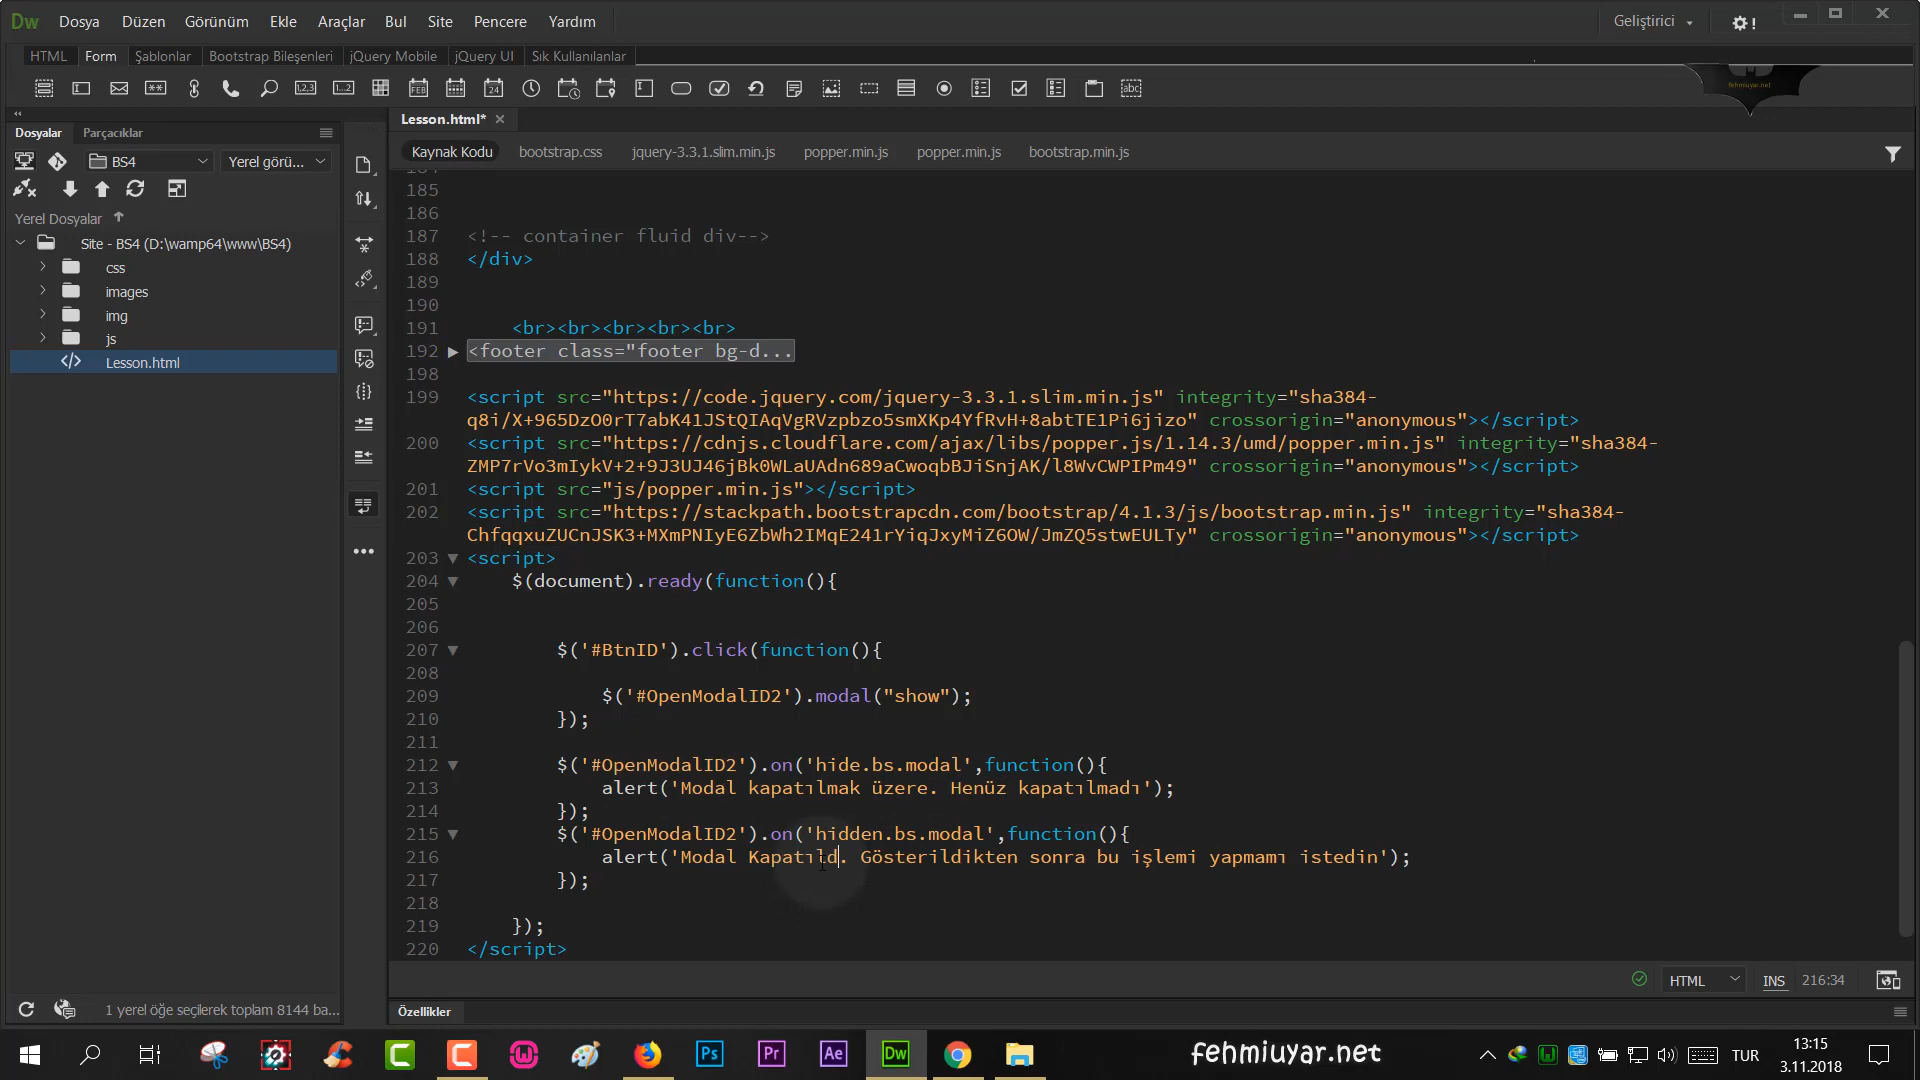 Dw Dosya Düzen Görünüm Ekle Araçlar Bul Site Pencere Yardım Geliştirici
HTML Form Şablonlar Bootstrap Bileşenleri jQuery Mobile jQuery UI Sık Kullanılanlar
fehmiuyar.net
Lesson.html*
Dosyalar Parçacıklar
Kaynak Kodu bootstrap.css jquery-3.3.1.slim.min.js popper.min.js popper.min.js bootstrap.min.js
BS4 Yerel görü...
Yerel Dosyalar
Site - BS4 (D:\wamp64\www\BS4)
css
images
img
js
Lesson.html
185
186
187 <!-- container fluid div-->
188 </div>
189
190
191 <br><br><br><br><br>
192 <footer class="footer bg-d...
198
199 <script src="https://code.jquery.com/jquery-3.3.1.slim.min.js" integrity="sha384-
q8i/X+965DzO0rT7abK41JStQIAqVgRVzpbzo5smXKp4YfRvH+8abtTE1Pi6jizo" crossorigin="anonymous"></script>
200 <script src="https://cdnjs.cloudflare.com/ajax/libs/popper.js/1.14.3/umd/popper.min.js" integrity="sha384-
ZMP7rVo3mIykV+2+9J3UJ46jBk0WLaUAdn689aCwoqbBJiSnjAK/l8WvCWPIPm49" crossorigin="anonymous"></script>
201 <script src="js/popper.min.js"></script>
202 <script src="https://stackpath.bootstrapcdn.com/bootstrap/4.1.3/js/bootstrap.min.js" integrity="sha384-
ChfqqxuZUCnJSK3+MXmPNIyE6ZbWh2IMqE241rYiqJxyMiZ6OW/JmZQ5stwEULTy" crossorigin="anonymous"></script>
203 <script>
204 $(document).ready(function(){
205
206
207 $('#BtnID').click(function(){
208
209 $('#OpenModalID2').modal("show");
210 });
211
212 $('#OpenModalID2').on('hide.bs.modal',function(){
213 alert('Modal kapatılmak üzere. Henüz kapatılmadı');
214 });
215 $('#OpenModalID2').on('hidden.bs.modal',function(){
216 alert('Modal Kapatıld. Gösterildikten sonra bu işlemi yapmamı istedin');
217 });
218
219 });
220 </script>
HTML INS 216:34
1 yerel öğe seçilerek toplam 8144 ba...
Özellikler
Ps Pr Ae Dw
fehmiuyar.net
TUR
13:15
3.11.2018